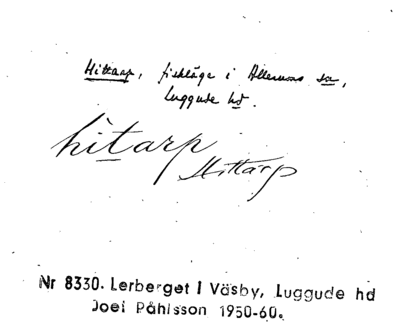 Hittarp, fiskläge i Allerums sn,
Luggude hd.
hitarp
Hittarp
Nr 8330. Lerberget i Väsby, Luggude hd
Joel Påhlsson 1950-60.